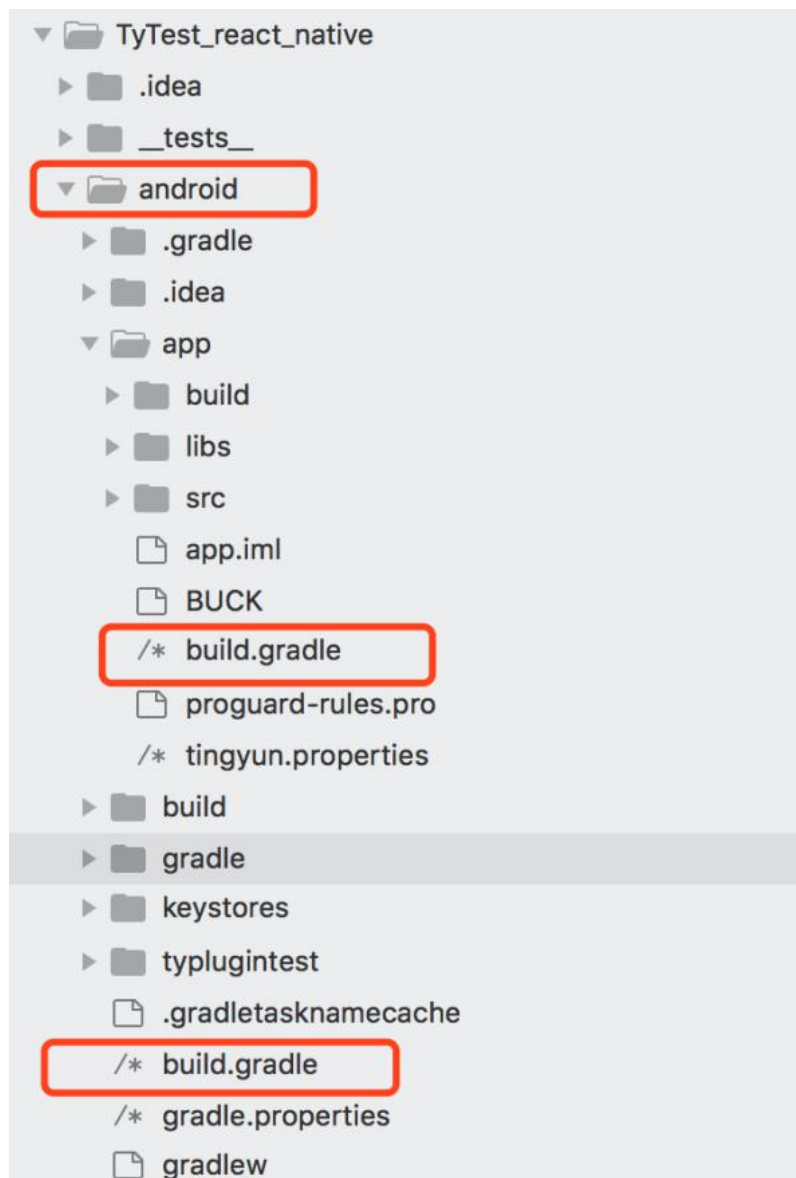 TyTest_react_native
.idea
__tests__
android
.gradle
.idea
app
build
libs
src
app.iml
BUCK
/* build.gradle
proguard-rules.pro
/* tingyun.properties
build
gradle
keystores
typlugintest
.gradletasknamecache
/* build.gradle
/* gradle.properties
gradlew